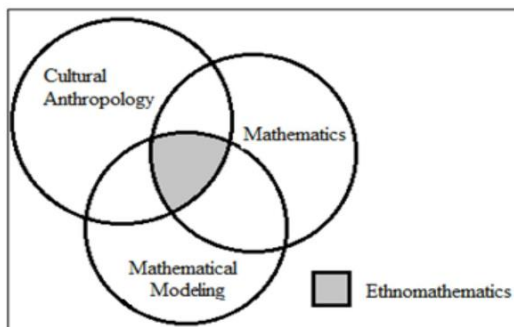 Cultural
Anthropology
Mathematics
Mathematical
Modeling
Ethnomathematics